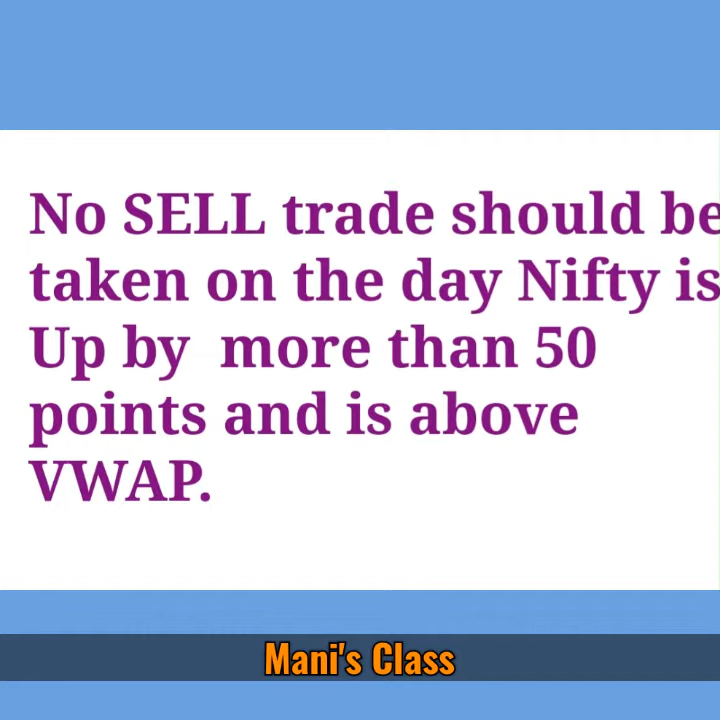 No SELL trade should be
taken on the day Nifty is
Up by  more than 50
points and is above
VWAP.
Mani's Class